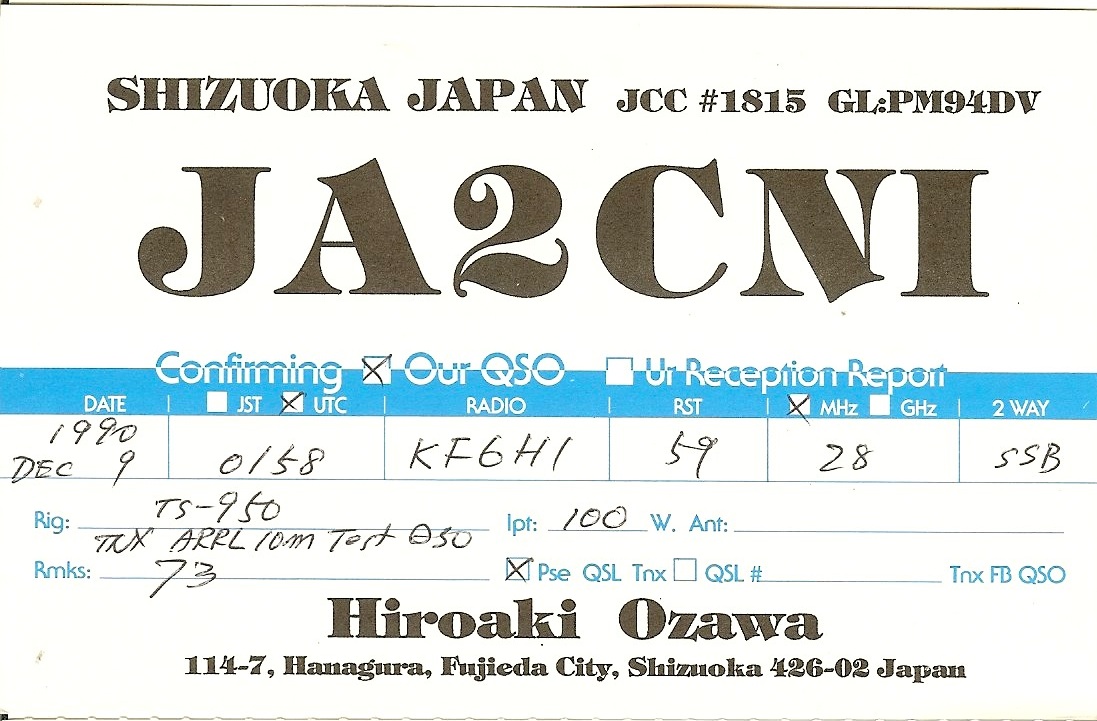 SHIZUOKA JAPAN JCC #1815 GL:PM94DV
JA2CNI
Confirming Our QSO Ur Reception Report
DATE JST UTC RADIO RST MHz GHz 2 WAY
1990
DEC 9 0158 KF6HI 59 28 SSB
Rig: TS-950 Ipt: 100 W. Ant:
TNX ARRL 10m Test QSO
Rmks: 73 Pse QSL Tnx QSL # Tnx FB QSO
Hiroaki Ozawa
114-7, Hanagura, Fujieda City, Shizuoka 426-02 Japan